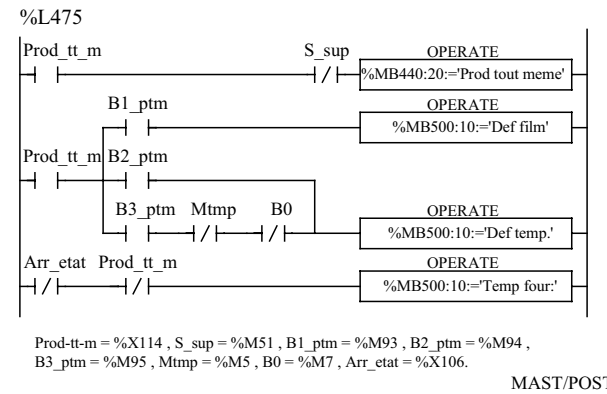 %L475
Prod_tt_m S_sup OPERATE
%MB440:20:='Prod tout meme'
B1_ptm OPERATE
%MB500:10:='Def film'
Prod_tt_m B2_ptm
B3_ptm Mtmp B0 OPERATE
%MB500:10:='Def temp.'
Arr_etat Prod_tt_m OPERATE
%MB500:10:='Temp four:'
Prod-tt-m = %X114 , S_sup = %M51 , B1_ptm = %M93 , B2_ptm = %M94 ,
B3_ptm = %M95 , Mtmp = %M5 , B0 = %M7 , Arr_etat = %X106.
MAST/POST